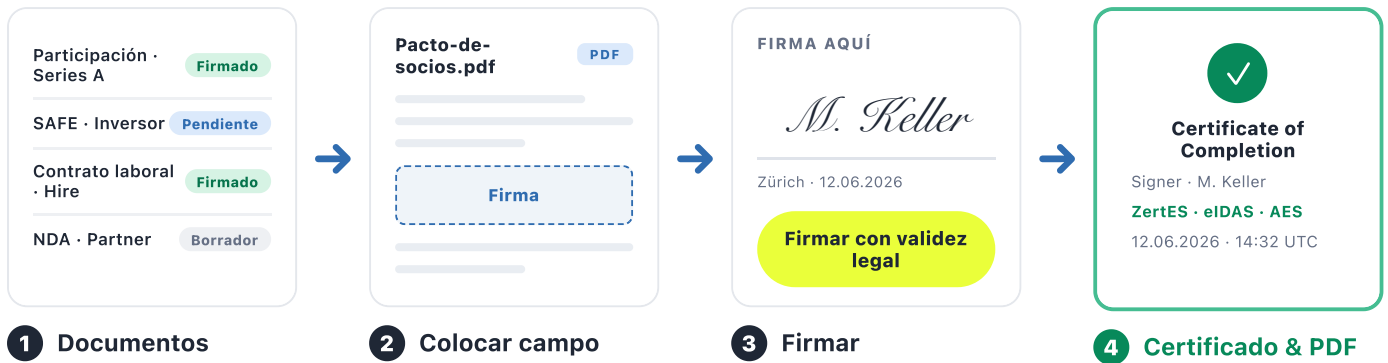 Participación ·
Series A
Firmado
SAFE · Inversor
Pendiente
Contrato laboral
· Hire
Firmado
NDA · Partner
Borrador
1 Documentos
Pacto-de-
socios.pdf
PDF
Firma
2 Colocar campo
FIRMA AQUÍ
M. Keller
Zürich · 12.06.2026
Firmar con validez
legal
3 Firmar
Certificate of
Completion
Signer · M. Keller
ZertES · eIDAS · AES
12.06.2026 · 14:32 UTC
4 Certificado & PDF